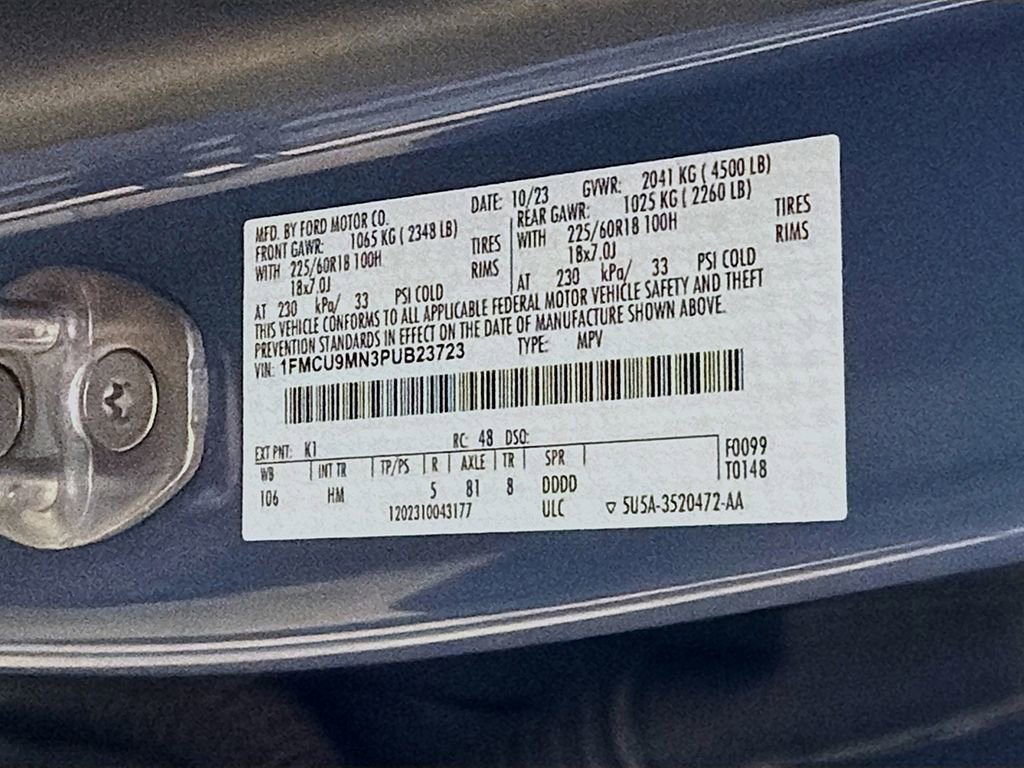 MFD. BY FORD MOTOR CO. DATE: 10/23 GVWR: 2041 KG ( 4500 LB)
FRONT GAWR: 1065 KG ( 2348 LB) REAR GAWR: 1025 KG ( 2260 LB)
WITH 225/60R18 100H TIRES WITH 225/60R18 100H TIRES
18x7.0J RIMS 18x7.0J RIMS
AT 230 kPa/ 33 PSI COLD AT 230 kPa/ 33 PSI COLD
THIS VEHICLE CONFORMS TO ALL APPLICABLE FEDERAL MOTOR VEHICLE SAFETY AND THEFT
PREVENTION STANDARDS IN EFFECT ON THE DATE OF MANUFACTURE SHOWN ABOVE.
VIN: 1FMCU9MN3PUB23723 TYPE: MPV
EXT PNT: K1 RC: 48 DSO: F0099
WB INT TR TP/PS R AXLE TR SPR T0148
106 HM 5 81 8 DDDD
1202310043177 ULC ▽ 5U5A-3520472-AA